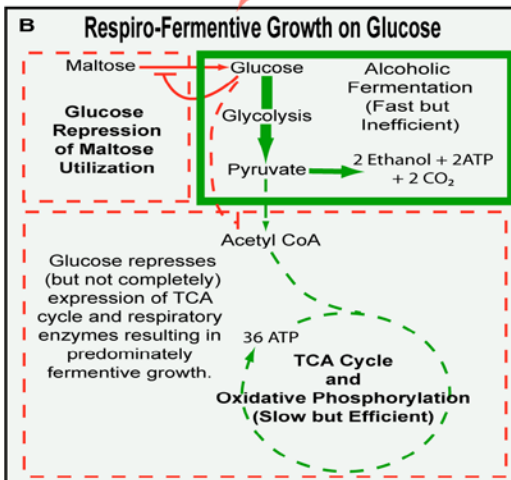 B Respiro-Fermentive Growth on Glucose
Maltose
Glucose
Glucose
Repression
of Maltose
Utilization
Alcoholic
Fermentation
(Fast but
Inefficient)
Glycolysis
Pyruvate
2 Ethanol + 2ATP
+ 2 CO₂
Acetyl CoA
Glucose represses
(but not completely)
expression of TCA
cycle and respiratory
enzymes resulting in
predominately
fermentive growth.
36 ATP
TCA Cycle
and
Oxidative Phosphorylation
(Slow but Efficient)